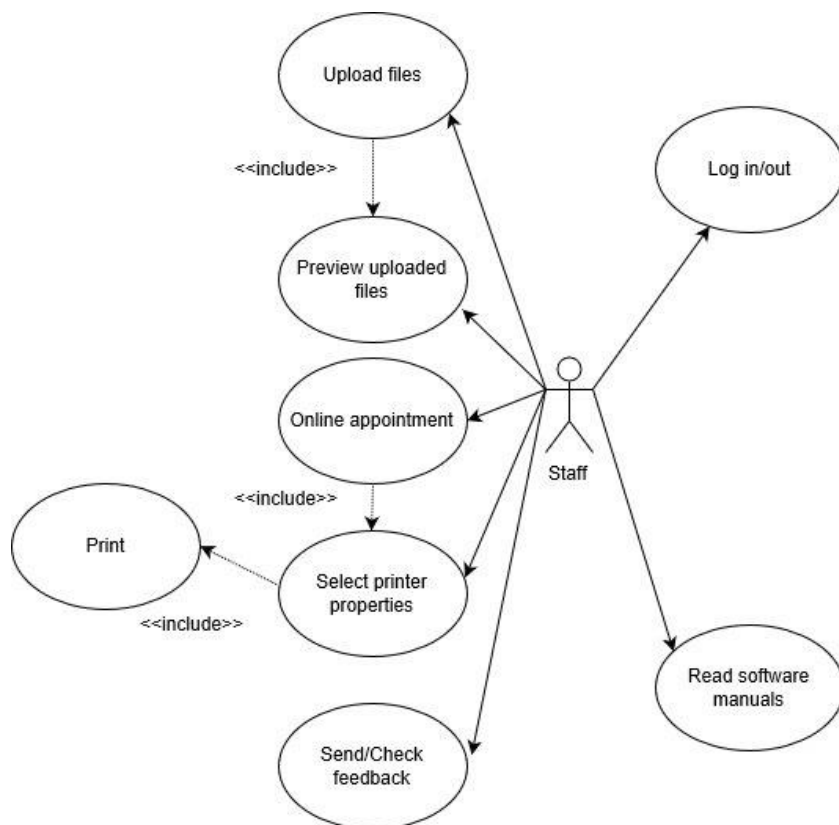 Upload files
<<include>>
Log in/out
Preview uploaded
files
Online appointment
Staff
<<include>>
Print
Select printer
properties
<<include>>
Read software
manuals
Send/Check
feedback